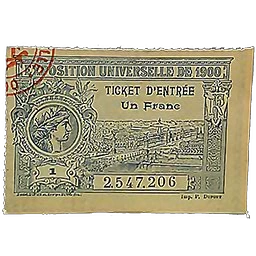 EXPOSITION UNIVERSELLE DE 1900
TICKET D'ENTRÉE
Un Franc
1
2.547.206
Imp. P. Dupont